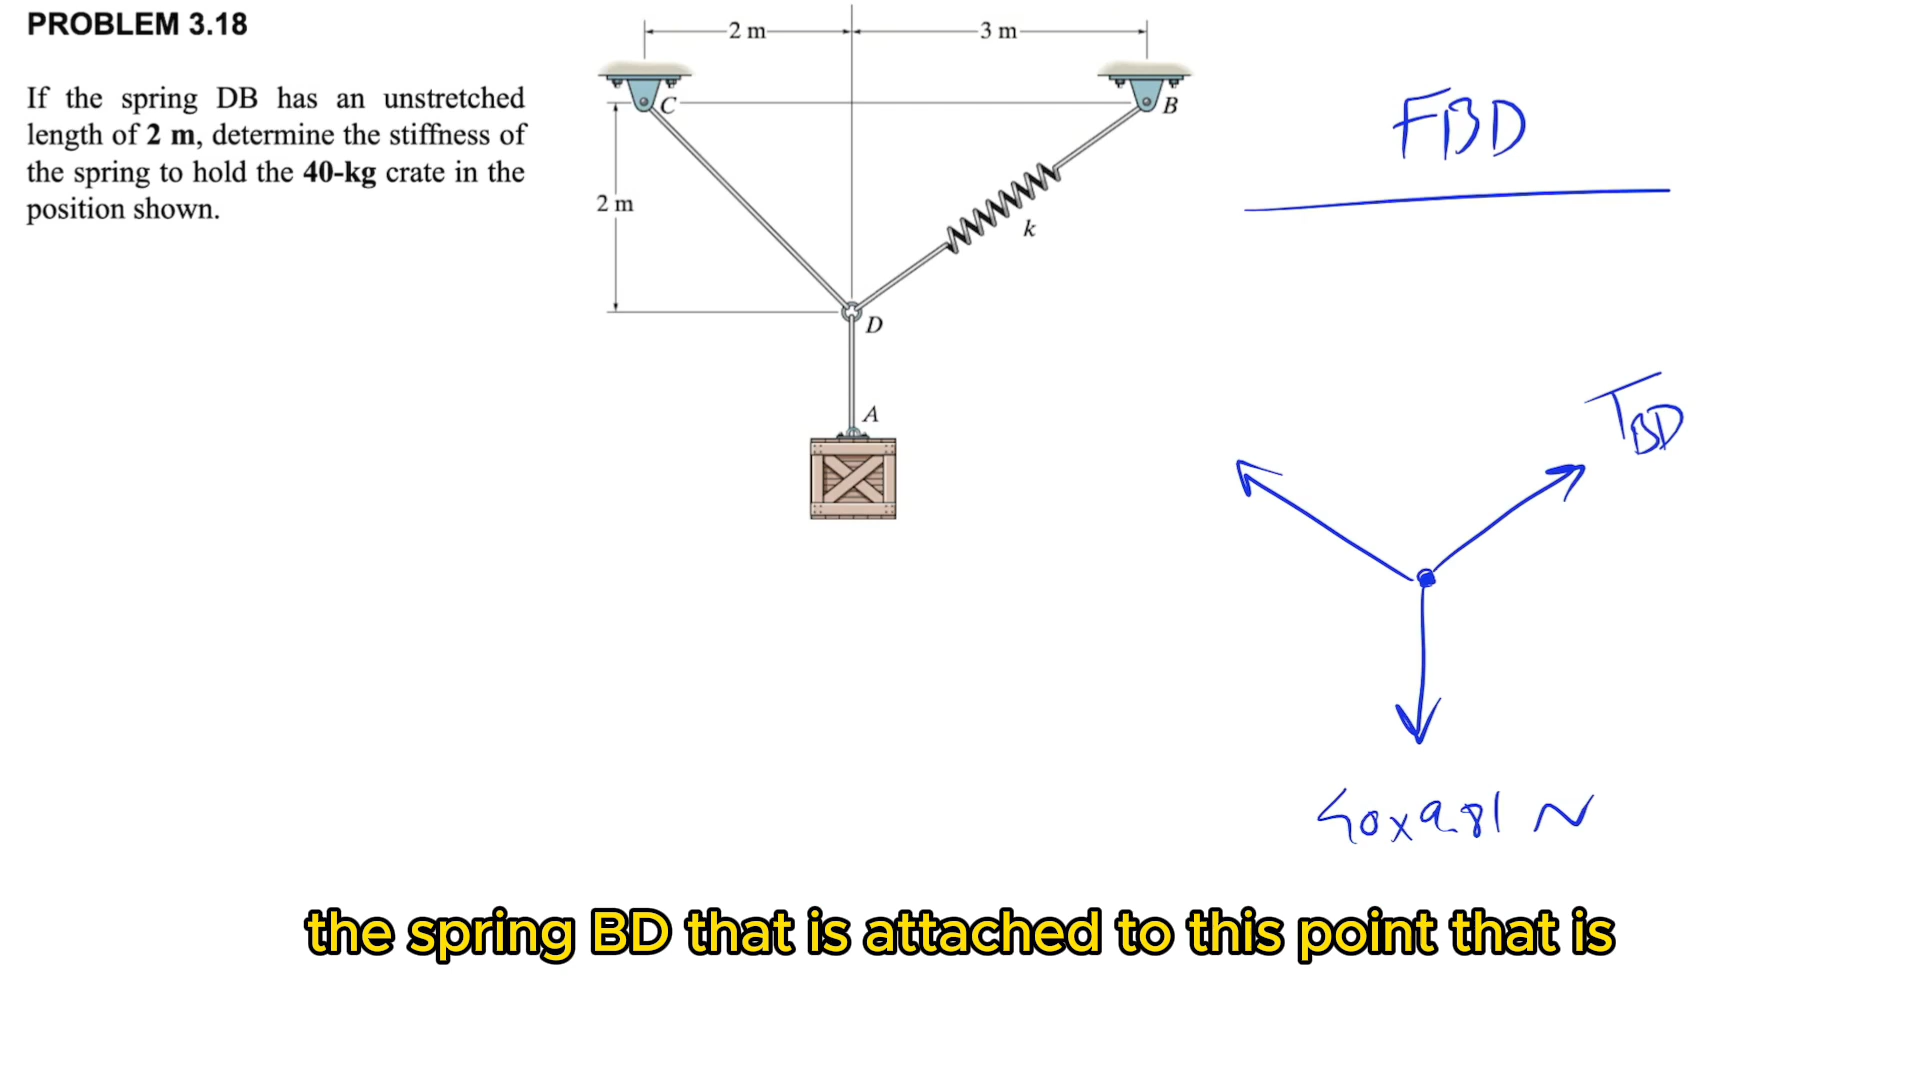 PROBLEM 3.18
If the spring DB has an unstretched
length of 2 m, determine the stiffness of
the spring to hold the 40-kg crate in the
position shown.
2 m
3 m
C
B
2 m
k
D
A
FBD
TBD
40x9.81 N
the spring BD that is attached to this point that is